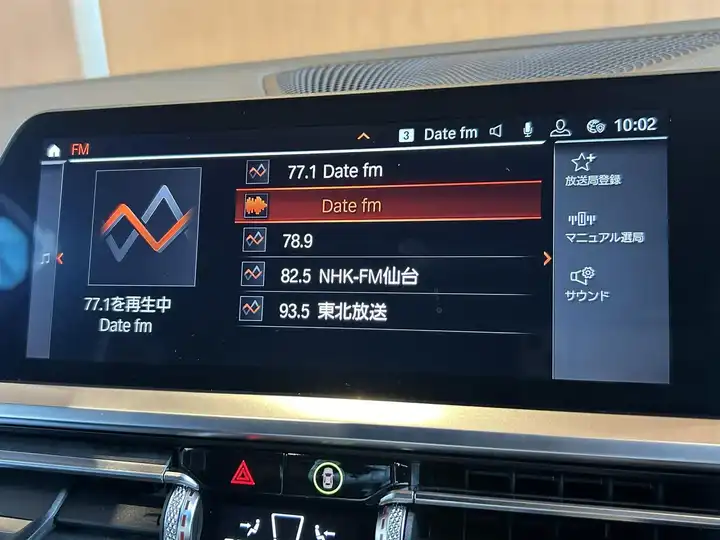 3 Date fm 10:02
FM
77.1 Date fm
Date fm
78.9
82.5 NHK-FM仙台
93.5 東北放送
77.1を再生中
Date fm
放送局登録
マニュアル選局
サウンド